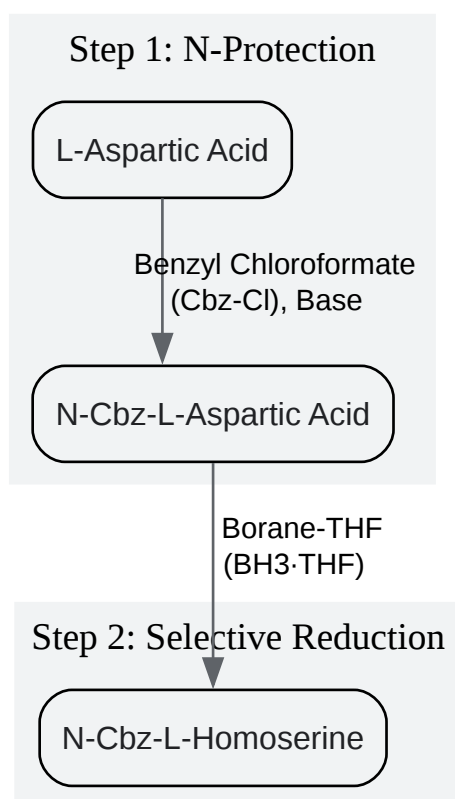 Step 1: N-Protection
L-Aspartic Acid
Benzyl Chloroformate
(Cbz-Cl), Base
N-Cbz-L-Aspartic Acid
Borane-THF
(BH3·THF)
Step 2: Selective Reduction
N-Cbz-L-Homoserine